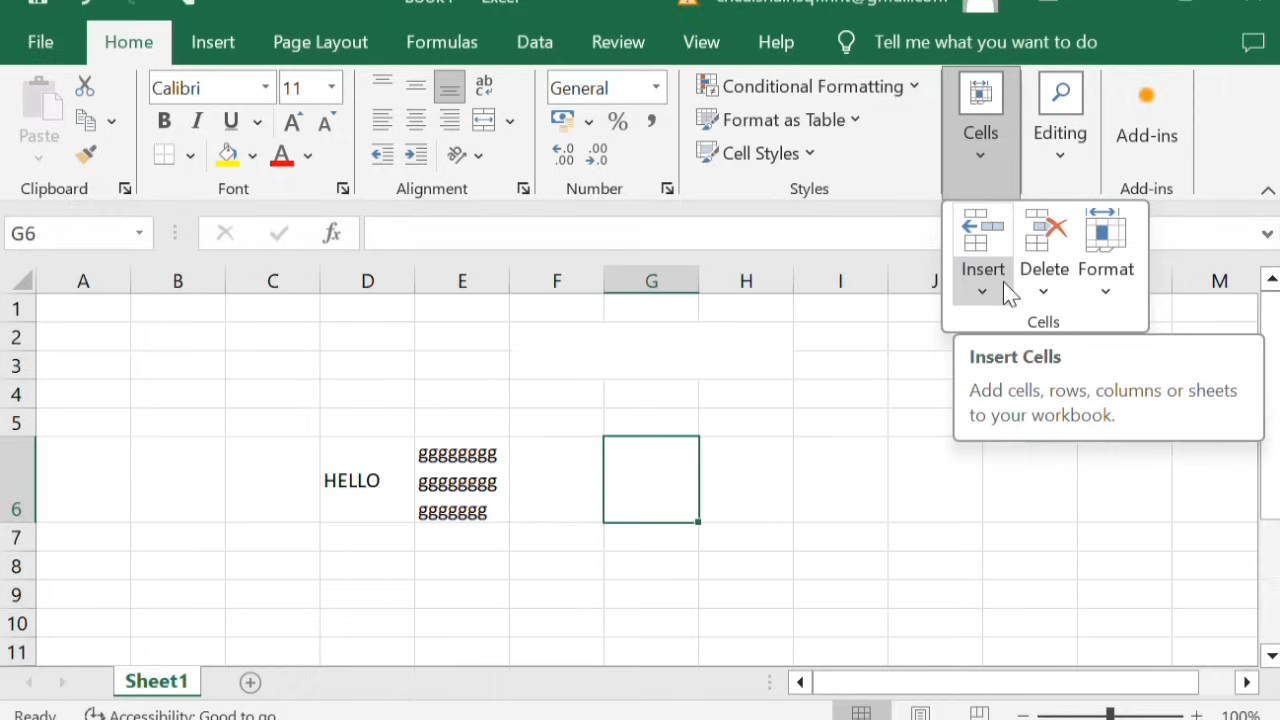 File Home Insert Page Layout Formulas Data Review View Help Tell me what you want to do
Paste
Clipboard
Calibri 11
B I U A A
A
Font
ab
c
Alignment
General
% ,
.00 .00
Number
Conditional Formatting
Format as Table
Cell Styles
Styles
Cells
Editing
Add-ins
Add-ins
G6 fx
Insert Delete Format
Cells
Insert Cells
Add cells, rows, columns or sheets
to your workbook.
A B C D E F G H I J M
1
2
3
4
5
6 HELLO
gggggggg
gggggggg
ggggggg
7
8
9
10
11
Sheet1
Ready Accessibility: Good to go 100%